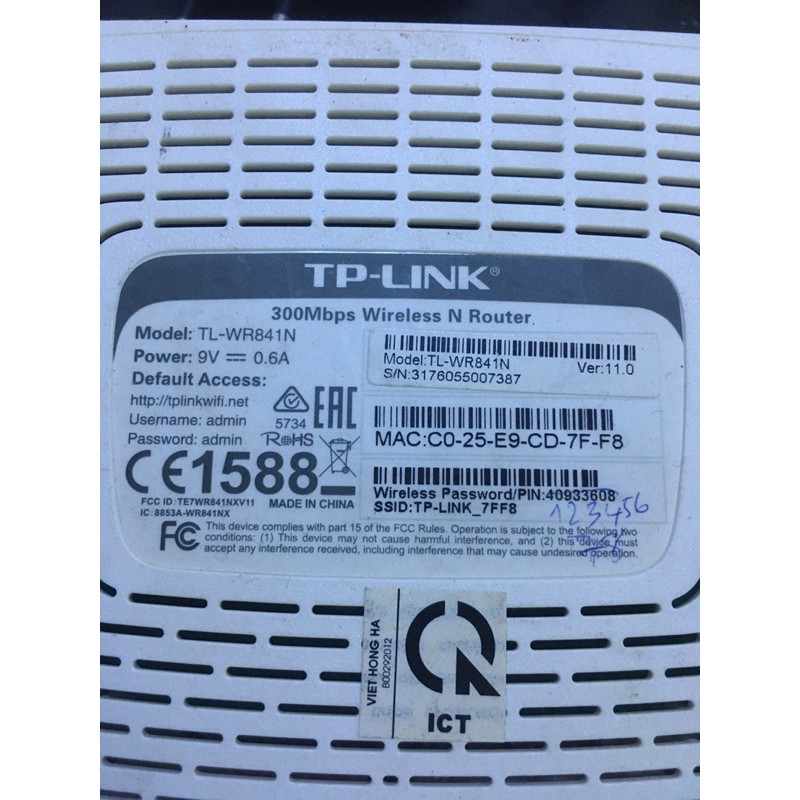 TP-LINK®
300Mbps Wireless N Router
Model: TL-WR841N
Power: 9V ⎓ 0.6A
Default Access:
http://tplinkwifi.net
Username: admin
Password: admin
5734
EAC
RoHS
CE1588
FCC ID: TE7WR841NXV11
IC: 8853A-WR841NX
MADE IN CHINA
Model:TL-WR841N Ver:11.0
S/N:3176055007387
MAC:C0-25-E9-CD-7F-F8
Wireless Password/PIN:40933608
SSID:TP-LINK_7FF8
123456
FC This device complies with part 15 of the FCC Rules. Operation is subject to the following two
conditions: (1) This device may not cause harmful interference, and (2) this device must
accept any interference received, including interference that may cause undesired operation.
VIET HONG HA
B00292012
ICT